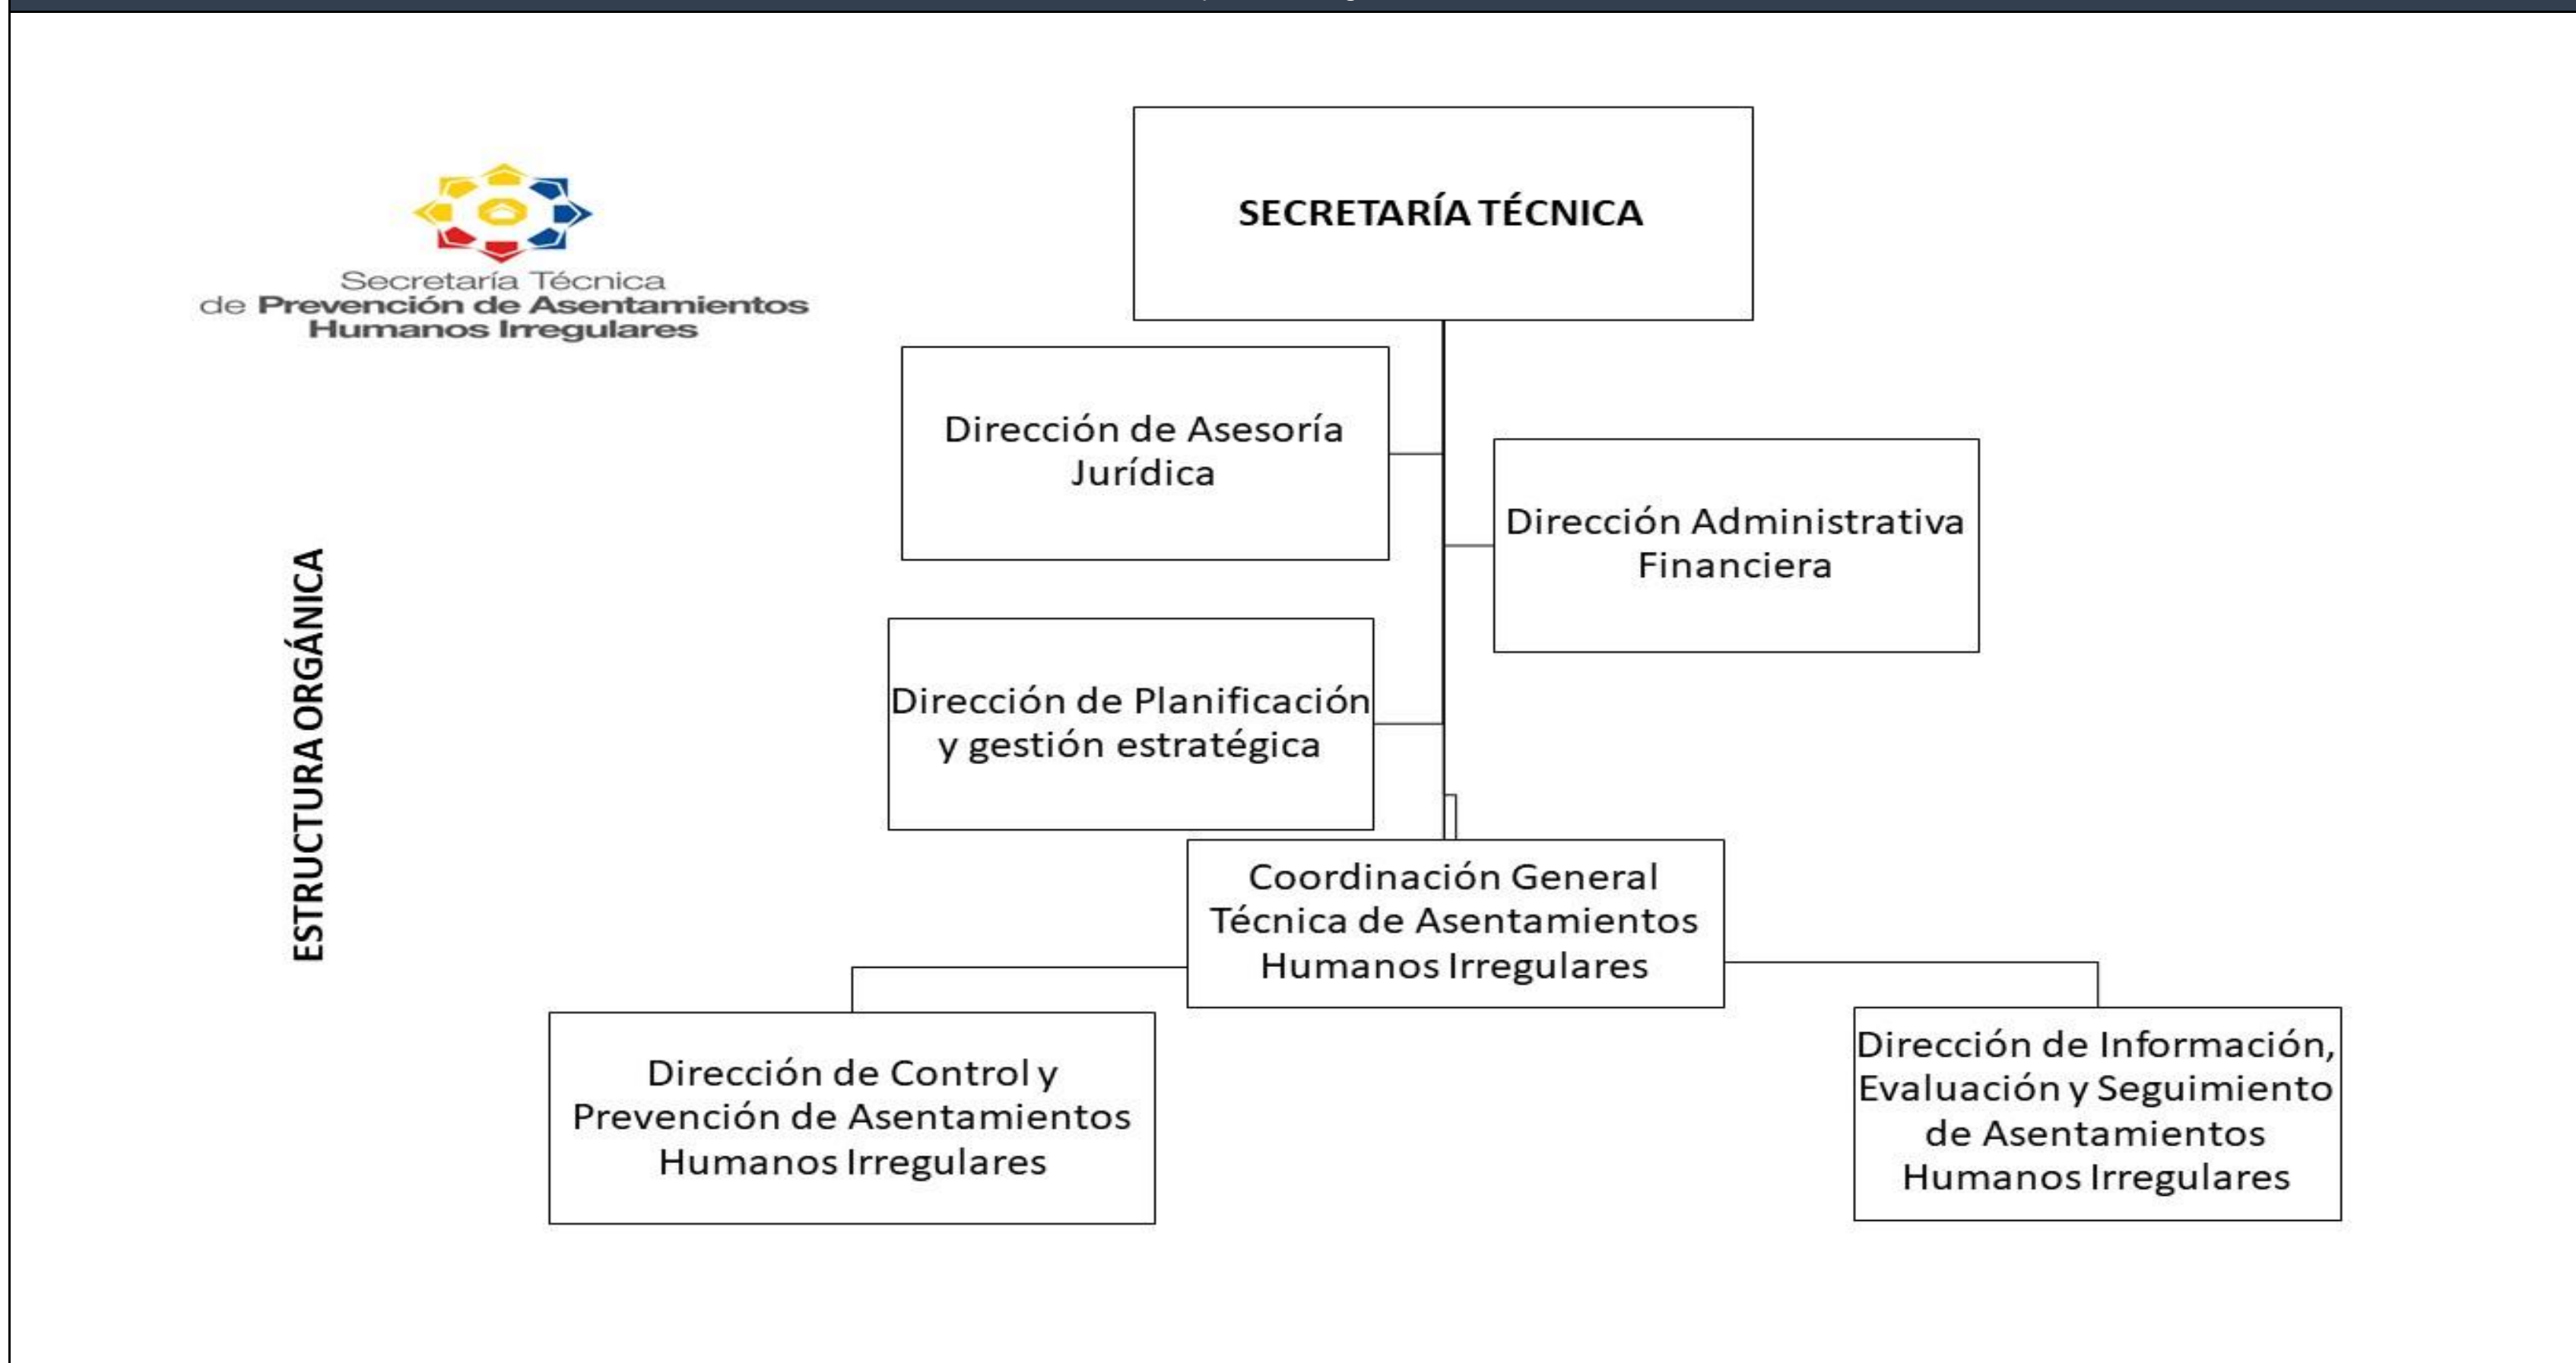 Secretaría Técnica
de Prevención de Asentamientos
Humanos Irregulares
ESTRUCTURA ORGÁNICA
SECRETARÍA TÉCNICA
Dirección de Asesoría
Jurídica
Dirección Administrativa
Financiera
Dirección de Planificación
y gestión estratégica
Coordinación General
Técnica de Asentamientos
Humanos Irregulares
Dirección de Control y
Prevención de Asentamientos
Humanos Irregulares
Dirección de Información,
Evaluación y Seguimiento
de Asentamientos
Humanos Irregulares